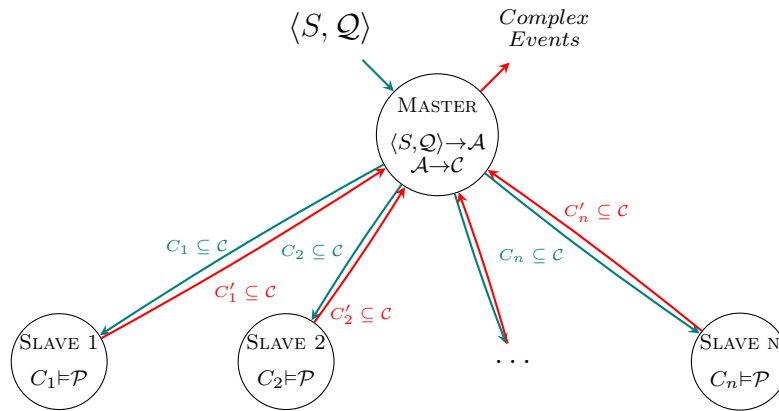 ⟨S, 𝒬⟩
Complex
Events
MASTER
⟨S,𝒬⟩→𝒜
𝒜→𝒞
C₁ ⊆ 𝒞
C₂ ⊆ 𝒞
Cₙ ⊆ 𝒞
C′ₙ ⊆ 𝒞
C′₁ ⊆ 𝒞
C′₂ ⊆ 𝒞
SLAVE 1
C₁⊨𝒫
SLAVE 2
C₂⊨𝒫
...
SLAVE N
Cₙ⊨𝒫